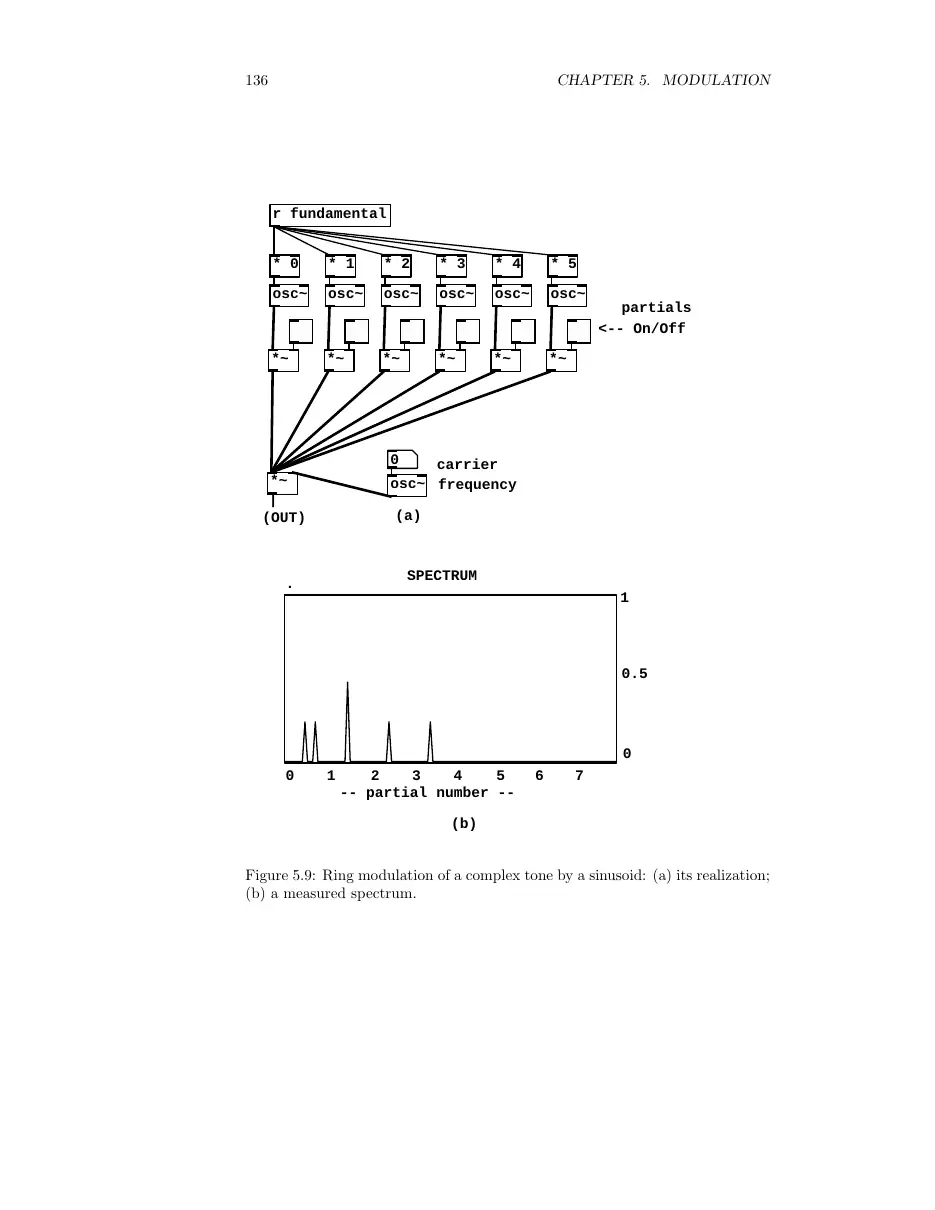 136 CHAPTER 5. MODULATION
r fundamental
* 0 * 1 * 2 * 3 * 4 * 5
osc~ osc~ osc~ osc~ osc~ osc~
partials
<-- On/Off
*~ *~ *~ *~ *~ *~
0
carrier
*~ osc~ frequency
(OUT) (a)
SPECTRUM
.
1
0.5
0
0 1 2 3 4 5 6 7
-- partial number --
(b)
Figure 5.9: Ring modulation of a complex tone by a sinusoid: (a) its realization;
(b) a measured spectrum.